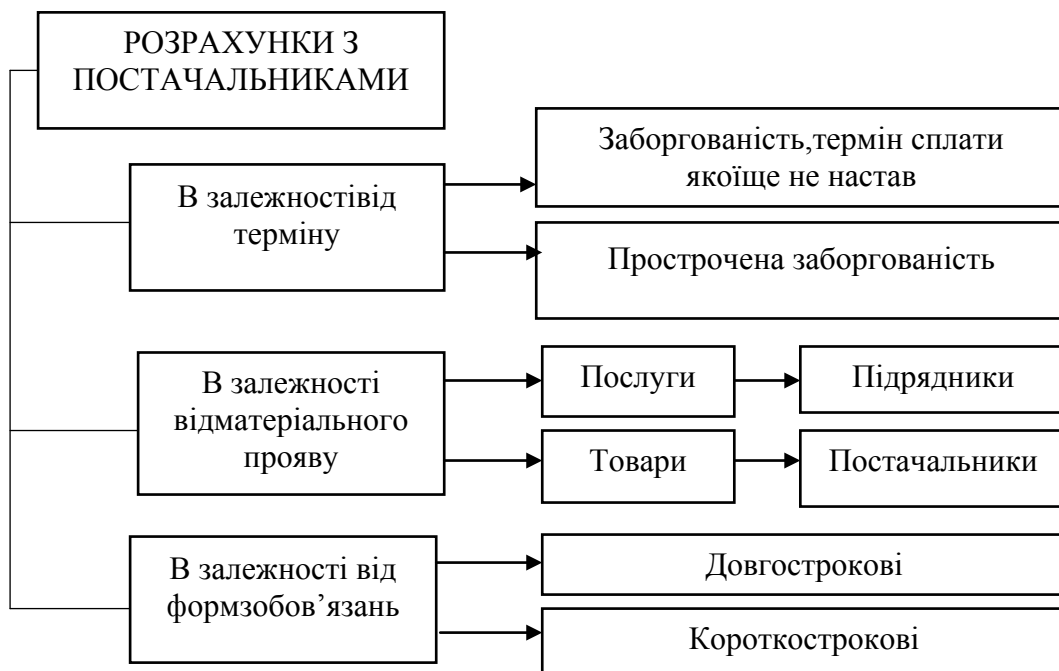 РОЗРАХУНКИ З
ПОСТАЧАЛЬНИКАМИ
В залежностівід
терміну
Заборгованість,термін сплати
якоїще не настав
Прострочена заборгованість
В залежності
відматеріального
прояву
Послуги
Підрядники
Товари
Постачальники
В залежності від
формзобов’язань
Довгострокові
Короткострокові